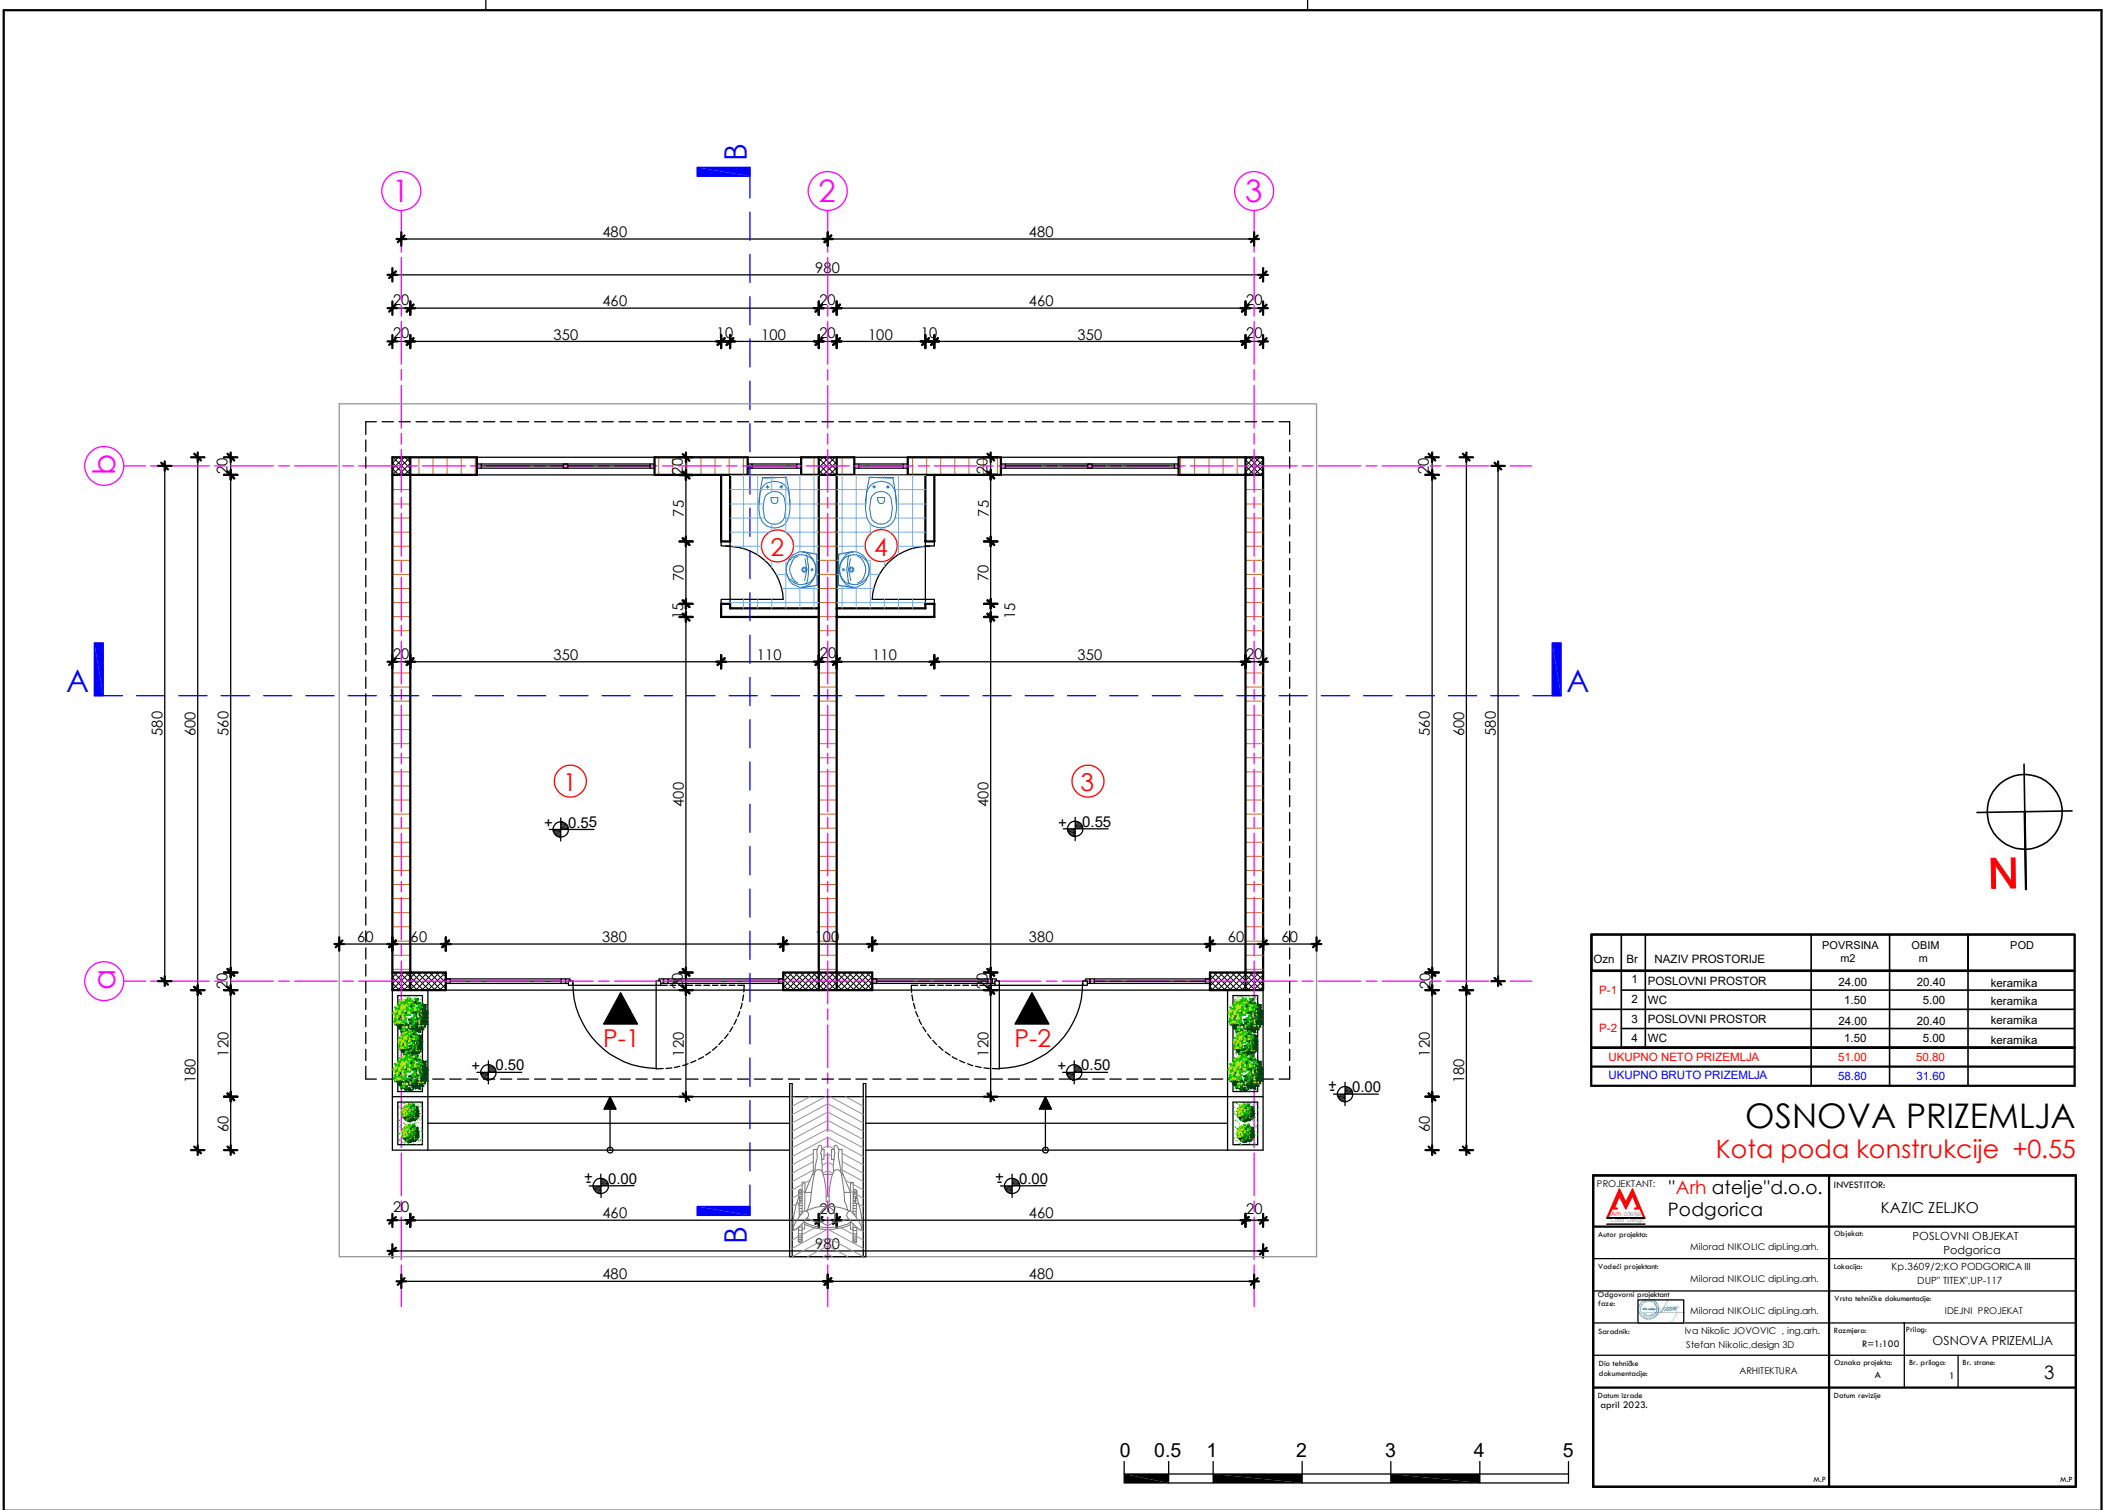 B
1
2
3
480
480
980
20
460
20
460
20
20
350
10
100
20
100
10
350
20
b
20
20
20
20
75
75
2
4
70
70
15
15
20
350
110
20
110
350
20
A
A
580
600
560
560
600
580
1
3
400
400
+0.55
+0.55
N
60
60
380
100
380
60
60
a
20
20
20
20
P-1
P-2
120
120
120
120
180
180
+0.50
+0.50
±0.00
60
60
±0.00
±0.00
20
460
20
460
20
B
980
480
480
Ozn Br NAZIV PROSTORIJE POVRSINA m2 OBIM m POD
P-1 1 POSLOVNI PROSTOR 24.00 20.40 keramika
2 WC 1.50 5.00 keramika
P-2 3 POSLOVNI PROSTOR 24.00 20.40 keramika
4 WC 1.50 5.00 keramika
UKUPNO NETO PRIZEMLJA 51.00 50.80
UKUPNO BRUTO PRIZEMLJA 58.80 31.60
OSNOVA PRIZEMLJA
Kota poda konstrukcije +0.55
PROJEKTANT: "Arh atelje"d.o.o.
Podgorica
INVESTITOR:
KAZIC ZELJKO
Autor projekta:
Milorad NIKOLIC dipl.ing.arh.
Objekat: POSLOVNI OBJEKAT
Podgorica
Vodeći projektant:
Milorad NIKOLIC dipl.ing.arh.
Lokacija: Kp.3609/2;KO PODGORICA III
DUP" TITEX",UP-117
Odgovorni projektant
faze: Milorad NIKOLIC dipl.ing.arh.
Vrsta tehničke dokumentacije:
IDEJNI PROJEKAT
Saradnik: Iva Nikolic JOVOVIC , ing.arh.
Stefan Nikolic,design 3D
Razmjera:
R=1:100
Prilog:
OSNOVA PRIZEMLJA
Dio tehničke
dokumentacije: ARHITEKTURA
Oznaka projekta:
A
Br. priloga:
1
Br. strane:
3
Datum izrade
april 2023.
Datum revizije
M.P
M.P
0 0.5 1 2 3 4 5